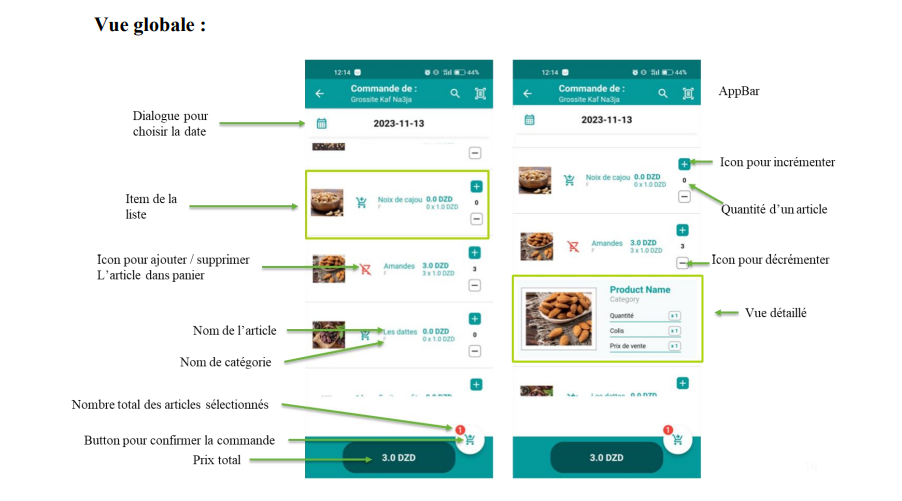 Vue globale :
12:14
44%
Commande de :
Grossite Kaf Na3ja
2023-11-13
Noix de cajou 0.0 DZD
F 0 x 1.0 DZD
0
Amandes 3.0 DZD
F 3 x 1.0 DZD
3
Les dattes 0.0 DZD
F 0 x 1.0 DZD
0
1
3.0 DZD
12:14
44%
Commande de :
Grossite Kaf Na3ja
2023-11-13
Noix de cajou 0.0 DZD
F 0 x 1.0 DZD
0
Amandes 3.0 DZD
F 3 x 1.0 DZD
3
Product Name
Category
Quantité x 1
Colis x 1
Prix de vente x 1
Les dattes 0.0 DZD
1
3.0 DZD
Dialogue pour
choisir la date
Item de la
liste
Icon pour ajouter / supprimer
L'article dans panier
Nom de l'article
Nom de catégorie
Nombre total des articles sélectionnés
Button pour confirmer la commande
Prix total
AppBar
Icon pour incrémenter
Quantité d'un article
Icon pour décrémenter
Vue détaillé